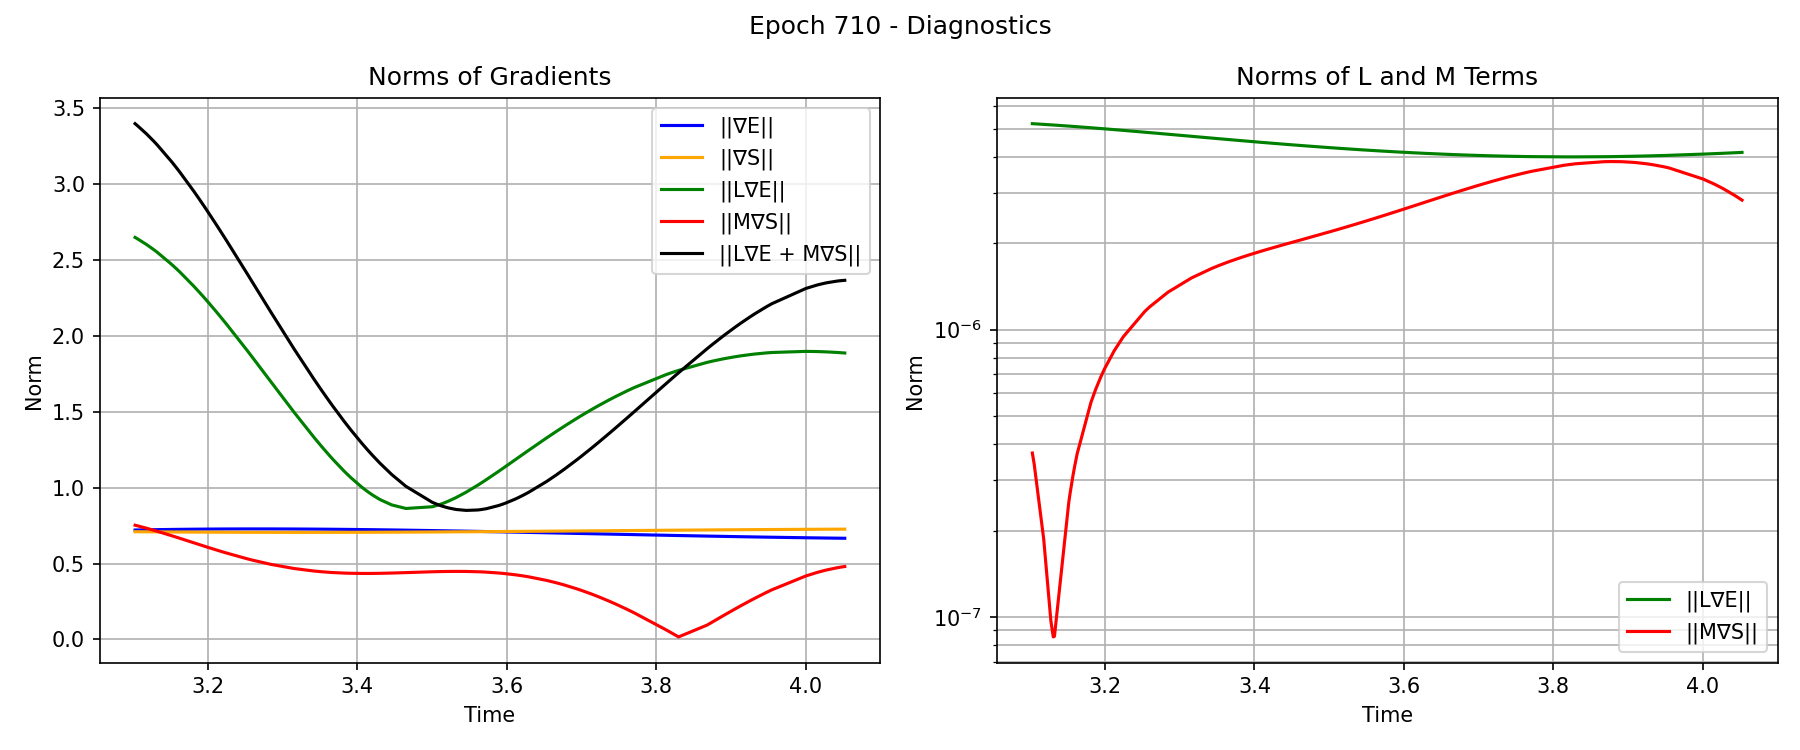 Epoch 710 - Diagnostics
Norms of Gradients
Norm
3.5
3.0
2.5
2.0
1.5
1.0
0.5
0.0
3.2
3.4
3.6
3.8
4.0
Time
||∇E||
||∇S||
||L∇E||
||M∇S||
||L∇E + M∇S||
Norms of L and M Terms
Norm
10⁻⁶
10⁻⁷
3.2
3.4
3.6
3.8
4.0
Time
||L∇E||
||M∇S||